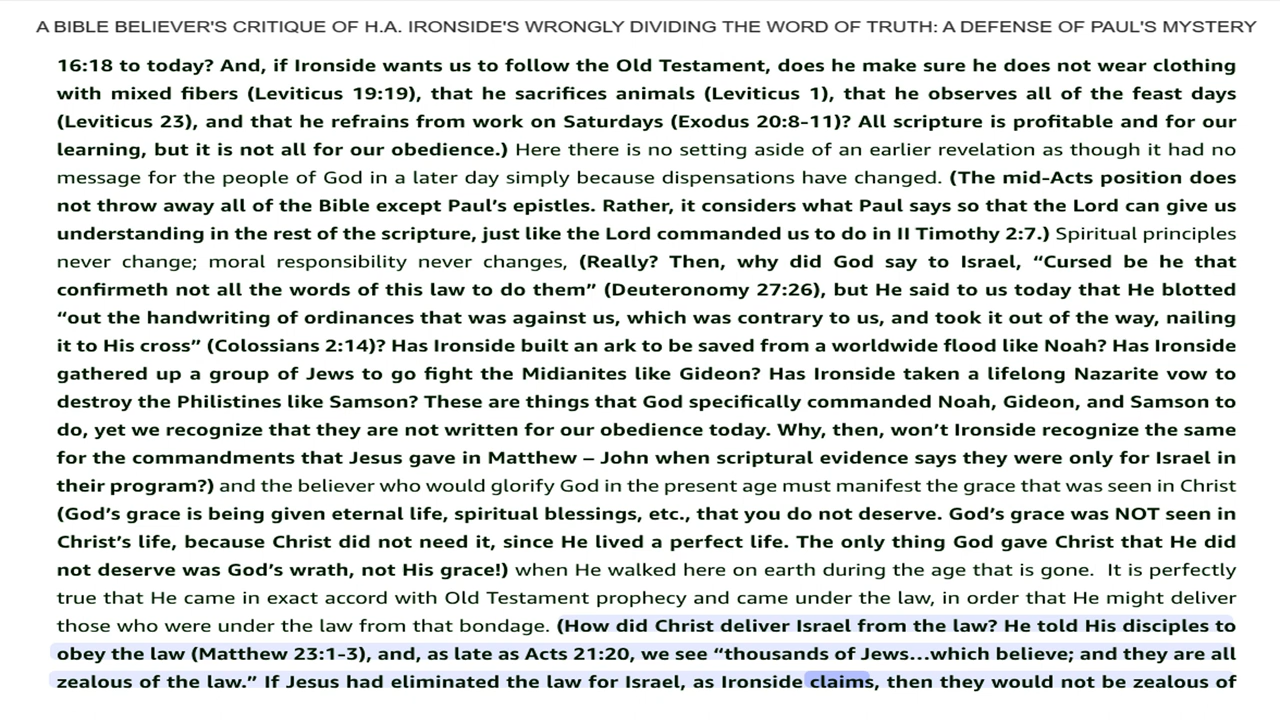 A BIBLE BELIEVER'S CRITIQUE OF H.A. IRONSIDE'S WRONGLY DIVIDING THE WORD OF TRUTH: A DEFENSE OF PAUL'S MYSTERY
16:18 to today? And, if Ironside wants us to follow the Old Testament, does he make sure he does not wear clothing
with mixed fibers (Leviticus 19:19), that he sacrifices animals (Leviticus 1), that he observes all of the feast days
(Leviticus 23), and that he refrains from work on Saturdays (Exodus 20:8-11)? All scripture is profitable and for our
learning, but it is not all for our obedience.) Here there is no setting aside of an earlier revelation as though it had no
message for the people of God in a later day simply because dispensations have changed. (The mid-Acts position does
not throw away all of the Bible except Paul’s epistles. Rather, it considers what Paul says so that the Lord can give us
understanding in the rest of the scripture, just like the Lord commanded us to do in II Timothy 2:7.) Spiritual principles
never change; moral responsibility never changes, (Really? Then, why did God say to Israel, “Cursed be he that
confirmeth not all the words of this law to do them” (Deuteronomy 27:26), but He said to us today that He blotted
“out the handwriting of ordinances that was against us, which was contrary to us, and took it out of the way, nailing
it to His cross” (Colossians 2:14)? Has Ironside built an ark to be saved from a worldwide flood like Noah? Has Ironside
gathered up a group of Jews to go fight the Midianites like Gideon? Has Ironside taken a lifelong Nazarite vow to
destroy the Philistines like Samson? These are things that God specifically commanded Noah, Gideon, and Samson to
do, yet we recognize that they are not written for our obedience today. Why, then, won’t Ironside recognize the same
for the commandments that Jesus gave in Matthew – John when scriptural evidence says they were only for Israel in
their program?) and the believer who would glorify God in the present age must manifest the grace that was seen in Christ
(God’s grace is being given eternal life, spiritual blessings, etc., that you do not deserve. God’s grace was NOT seen in
Christ’s life, because Christ did not need it, since He lived a perfect life. The only thing God gave Christ that He did
not deserve was God’s wrath, not His grace!) when He walked here on earth during the age that is gone. It is perfectly
true that He came in exact accord with Old Testament prophecy and came under the law, in order that He might deliver
those who were under the law from that bondage. (How did Christ deliver Israel from the law? He told His disciples to
obey the law (Matthew 23:1-3), and, as late as Acts 21:20, we see “thousands of Jews…which believe; and they are all
zealous of the law.” If Jesus had eliminated the law for Israel, as Ironside claims, then they would not be zealous of